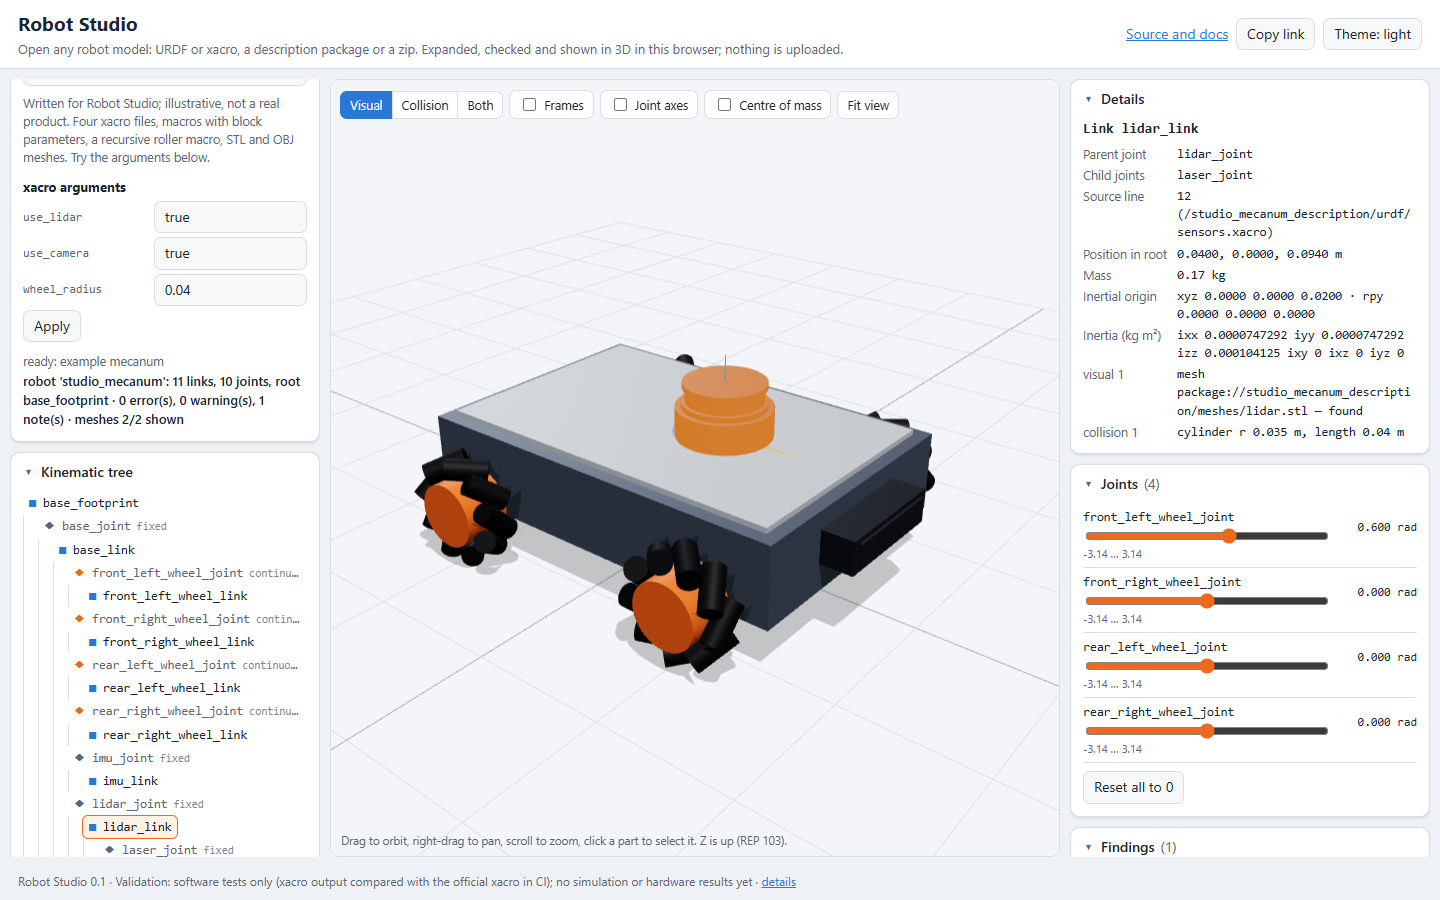 Robot Studio
Open any robot model: URDF or xacro, a description package or a zip. Expanded, checked and shown in 3D in this browser; nothing is uploaded.
Source and docs
Copy link
Theme: light
Written for Robot Studio; illustrative, not a real
product. Four xacro files, macros with block
parameters, a recursive roller macro, STL and OBJ
meshes. Try the arguments below.
xacro arguments
use_lidar
true
use_camera
true
wheel_radius
0.04
Apply
ready: example mecanum
robot 'studio_mecanum': 11 links, 10 joints, root
base_footprint · 0 error(s), 0 warning(s), 1
note(s) · meshes 2/2 shown
Kinematic tree
base_footprint
base_joint fixed
base_link
front_left_wheel_joint continu…
front_left_wheel_link
front_right_wheel_joint contin…
front_right_wheel_link
rear_left_wheel_joint continuo…
rear_left_wheel_link
rear_right_wheel_joint continu…
rear_right_wheel_link
imu_joint fixed
imu_link
lidar_joint fixed
lidar_link
laser_joint fixed
Visual
Collision
Both
Frames
Joint axes
Centre of mass
Fit view
Drag to orbit, right-drag to pan, scroll to zoom, click a part to select it. Z is up (REP 103).
Details
Link lidar_link
Parent joint lidar_joint
Child joints laser_joint
Source line 12
(/studio_mecanum_description/urdf/
sensors.xacro)
Position in root 0.0400, 0.0000, 0.0940 m
Mass 0.17 kg
Inertial origin xyz 0.0000 0.0000 0.0200 · rpy
0.0000 0.0000 0.0000
Inertia (kg m²) ixx 0.0000747292 iyy 0.0000747292
izz 0.000104125 ixy 0 ixz 0 iyz 0
visual 1 mesh
package://studio_mecanum_descripti
on/meshes/lidar.stl — found
collision 1 cylinder r 0.035 m, length 0.04 m
Joints (4)
front_left_wheel_joint
0.600 rad
-3.14 … 3.14
front_right_wheel_joint
0.000 rad
-3.14 … 3.14
rear_left_wheel_joint
0.000 rad
-3.14 … 3.14
rear_right_wheel_joint
0.000 rad
-3.14 … 3.14
Reset all to 0
Findings (1)
Robot Studio 0.1 · Validation: software tests only (xacro output compared with the official xacro in CI); no simulation or hardware results yet · details